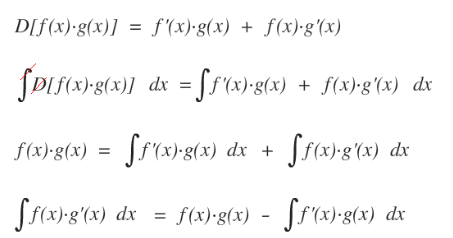 D[f(x)·g(x)] = f'(x)·g(x) + f(x)·g'(x)
∫D[f(x)·g(x)] dx = ∫f'(x)·g(x) + f(x)·g'(x) dx
f(x)·g(x) = ∫f'(x)·g(x) dx + ∫f(x)·g'(x) dx
∫f(x)·g'(x) dx = f(x)·g(x) - ∫f'(x)·g(x) dx